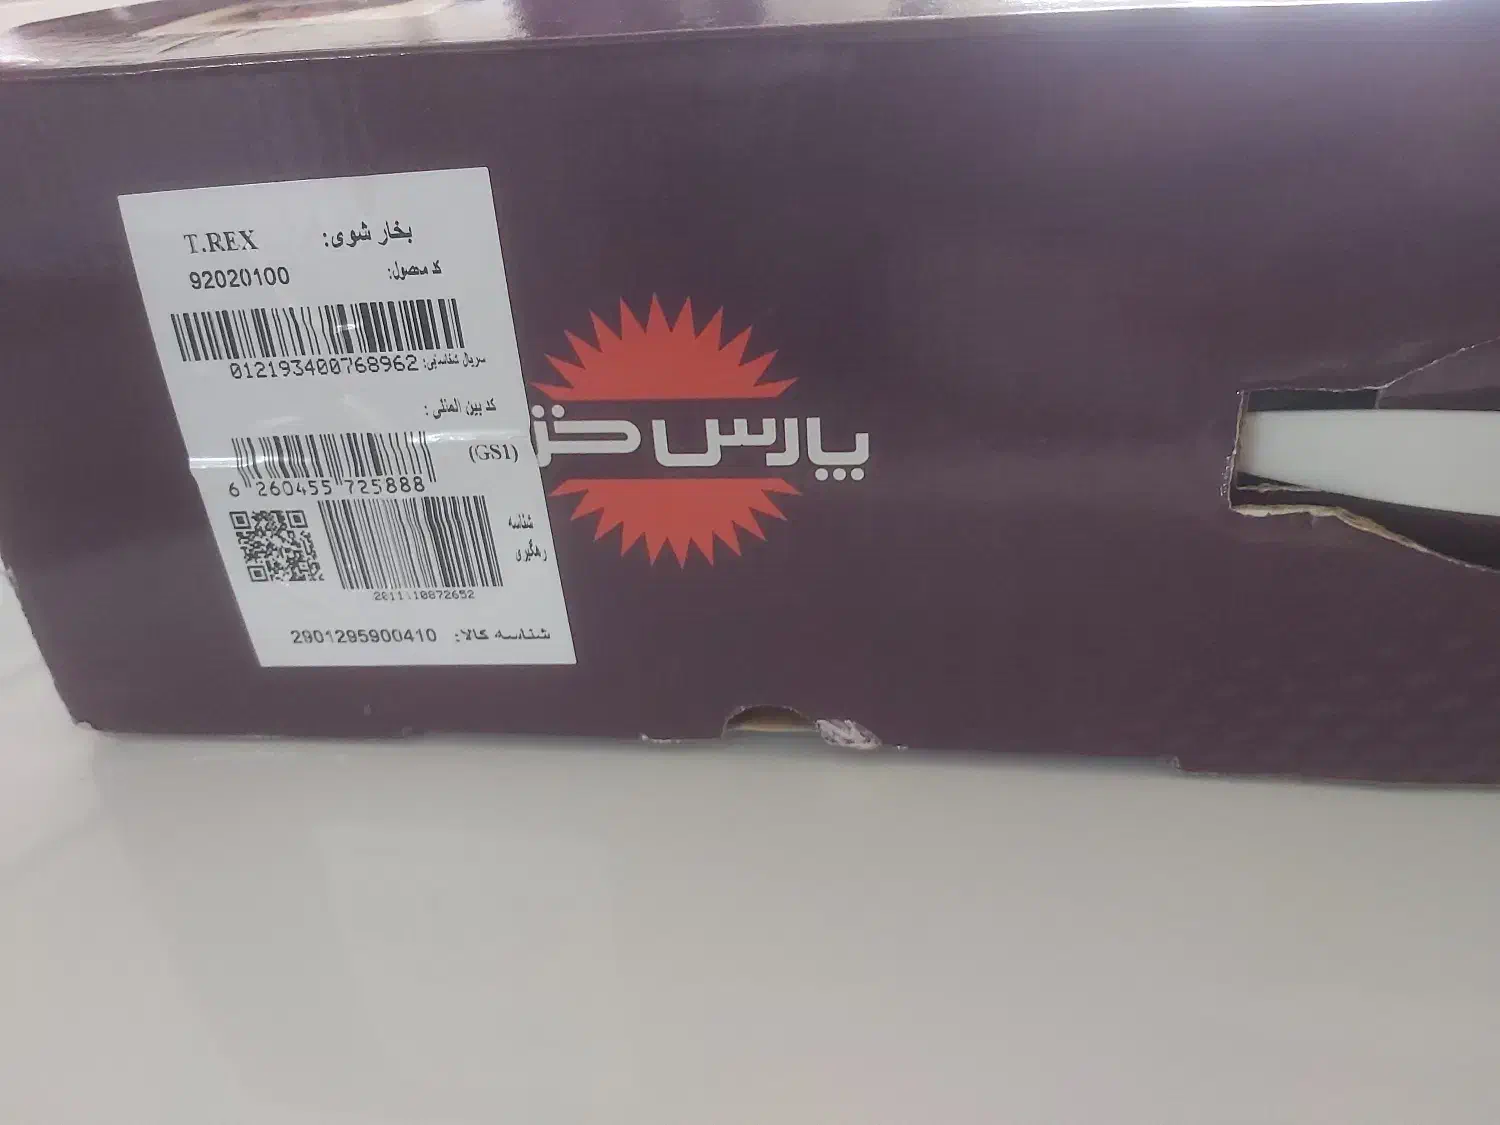 بخار شوی: T.REX
کد محصول: 92020100
سریال شناسایی: 012193400768962
کد بین المللی :
(GS1)
6 260455 725888
شناسه
رهگیری
2811110872652
شناسه کالا: 2901295900410
پارس خزر